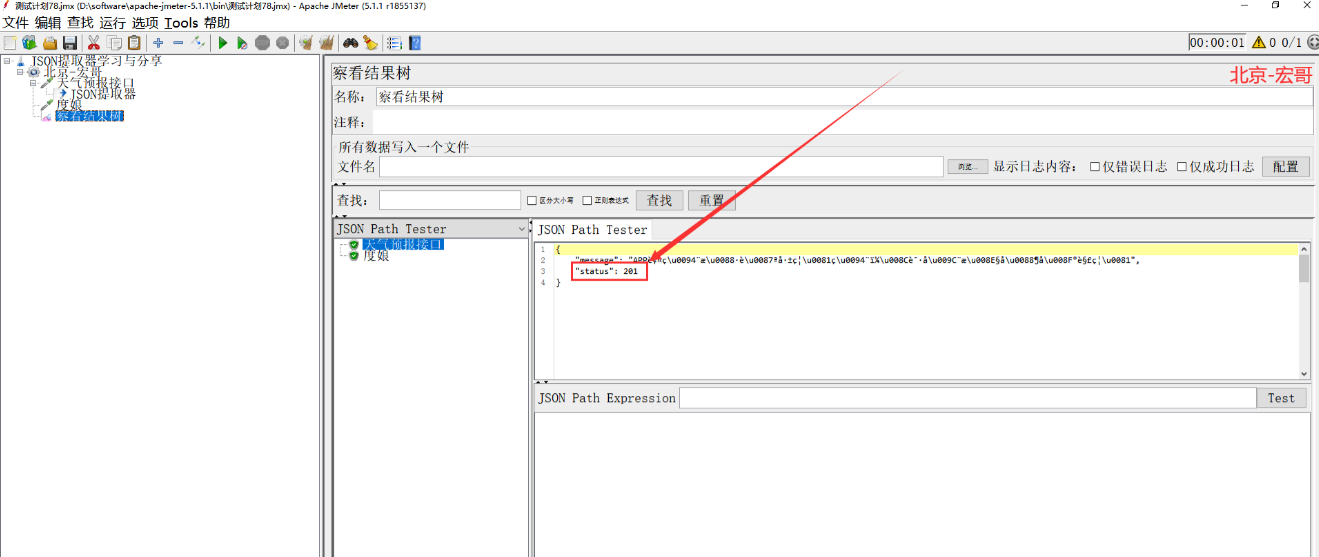 测试计划78.jmx (D:\software\apache-jmeter-5.1.1\bin\测试计划78.jmx) - Apache JMeter (5.1.1 r1855137)
文件 编辑 查找 运行 选项 Tools 帮助
00:00:01 0 0/1
JSON提取器学习与分享
北京-宏哥
天气预报接口
JSON提取器
度娘
察看结果树
察看结果树
北京-宏哥
名称: 察看结果树
注释:
所有数据写入一个文件
文件名 浏览... 显示日志内容: 仅错误日志 仅成功日志 配置
查找: 区分大小写 正则表达式 查找 重置
JSON Path Tester
天气预报接口
度娘
JSON Path Tester
1 {
2 "message":
3 "status": 201
4 }
JSON Path Expression Test